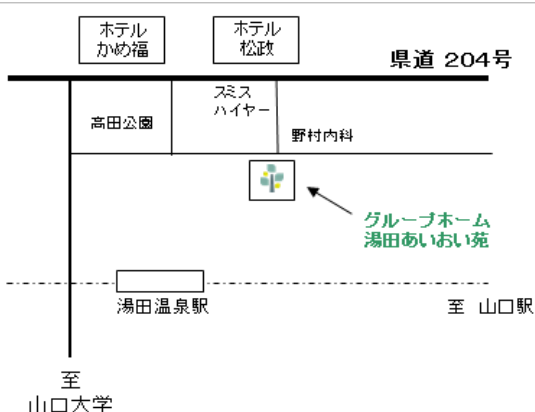 ホテル
かめ福
ホテル
松政
県道 204号
スミス
ハイヤー
高田公園
野村内科
グループホーム
湯田あいおい苑
湯田温泉駅
至 山口駅
至
山口大学